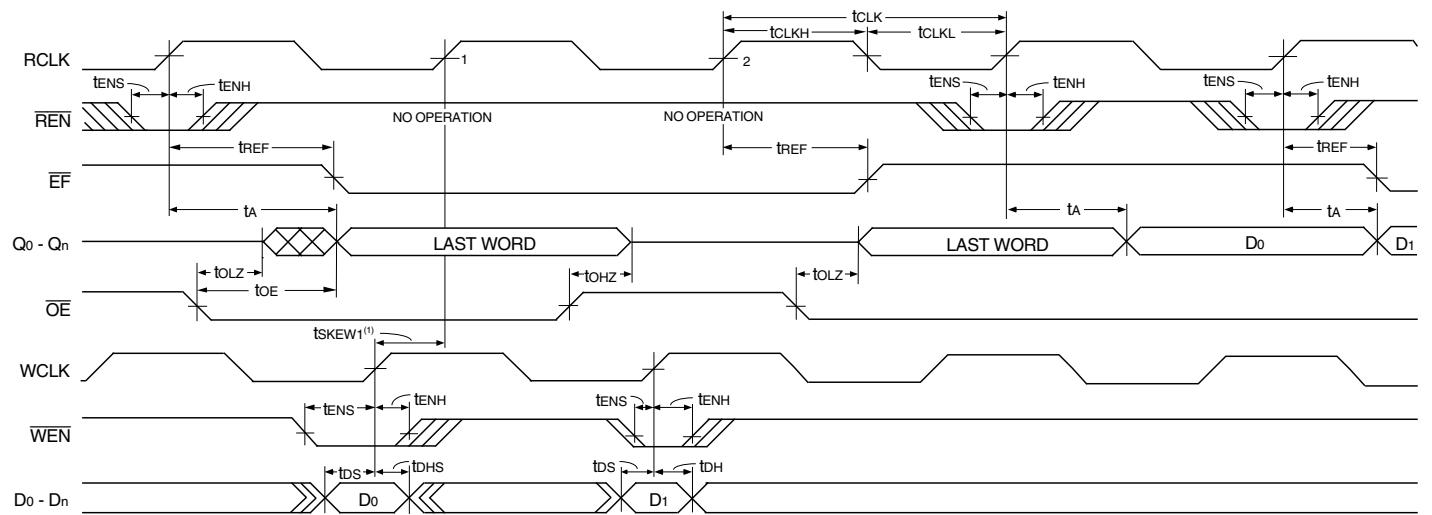 tCLK
tCLKH
tCLKL
RCLK
1
2
tENS
tENH
tENS
tENH
tENS
tENH
REN
NO OPERATION
NO OPERATION
tREF
tREF
tREF
EF
tA
tA
tA
Q0 - Qn
LAST WORD
LAST WORD
D0
D1
tOLZ
tOHZ
tOLZ
tOE
OE
tSKEW1(1)
WCLK
tENS
tENH
tENS
tENH
WEN
tDS
tDHS
tDS
tDH
D0 - Dn
D0
D1